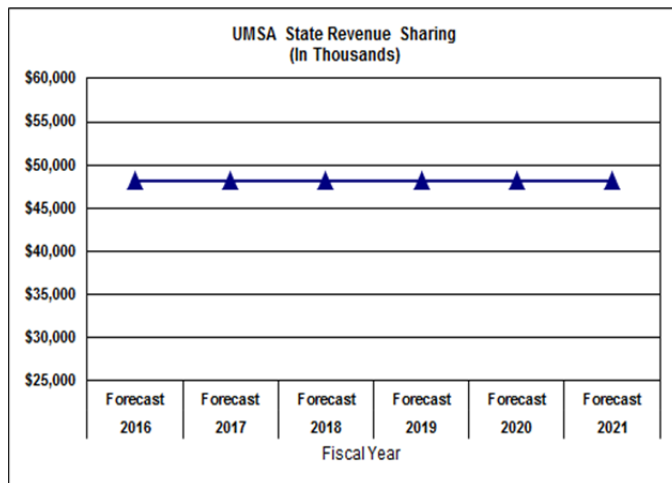 UMSA State Revenue Sharing
(In Thousands)
$60,000
$55,000
$50,000
$45,000
$40,000
$35,000
$30,000
$25,000
Forecast Forecast Forecast Forecast Forecast Forecast
2016 2017 2018 2019 2020 2021
Fiscal Year